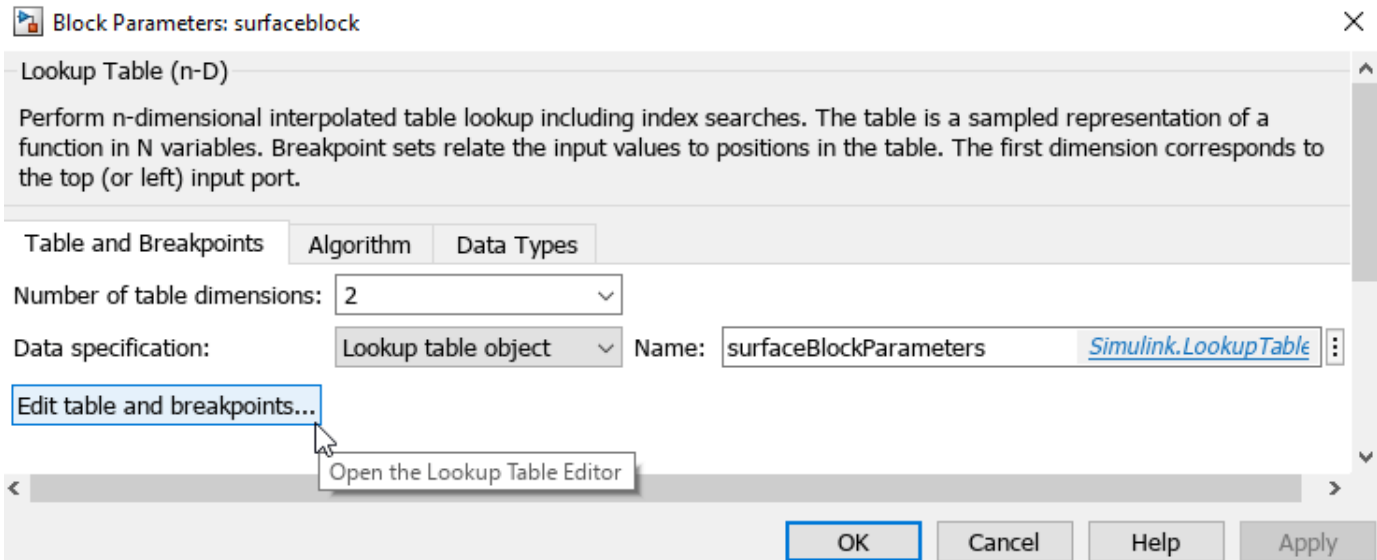 Block Parameters: surfaceblock
Lookup Table (n-D)
Perform n-dimensional interpolated table lookup including index searches. The table is a sampled representation of a
function in N variables. Breakpoint sets relate the input values to positions in the table. The first dimension corresponds to
the top (or left) input port.
Table and Breakpoints Algorithm Data Types
Number of table dimensions: 2
Data specification: Lookup table object Name: surfaceBlockParameters Simulink.LookupTable
Edit table and breakpoints...
Open the Lookup Table Editor
OK Cancel Help Apply